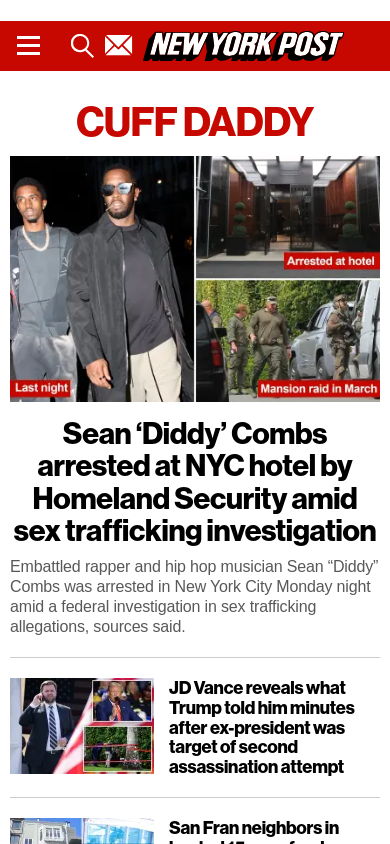 NEW YORK POST
CUFF DADDY
Arrested at hotel
Last night
Mansion raid in March
Sean ‘Diddy’ Combs
arrested at NYC hotel by
Homeland Security amid
sex trafficking investigation
Embattled rapper and hip hop musician Sean “Diddy”
Combs was arrested in New York City Monday night
amid a federal investigation in sex trafficking
allegations, sources said.
JD Vance reveals what
Trump told him minutes
after ex-president was
target of second
assassination attempt
San Fran neighbors in